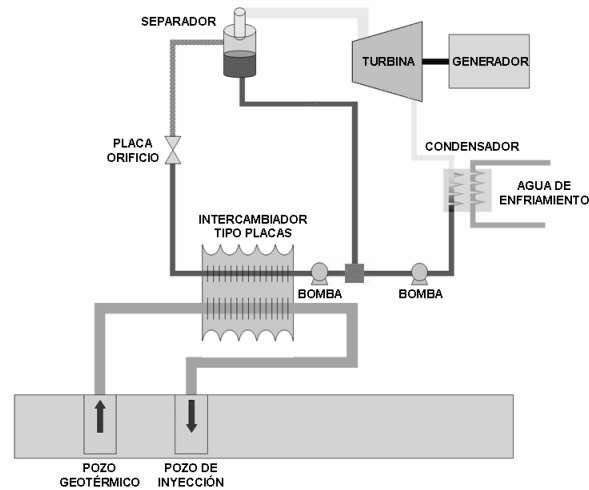 SEPARADOR
TURBINA
GENERADOR
PLACA
ORIFICIO
CONDENSADOR
AGUA DE
ENFRIAMIENTO
INTERCAMBIADOR
TIPO PLACAS
BOMBA
BOMBA
POZO
GEOTÉRMICO
POZO DE
INYECCIÓN